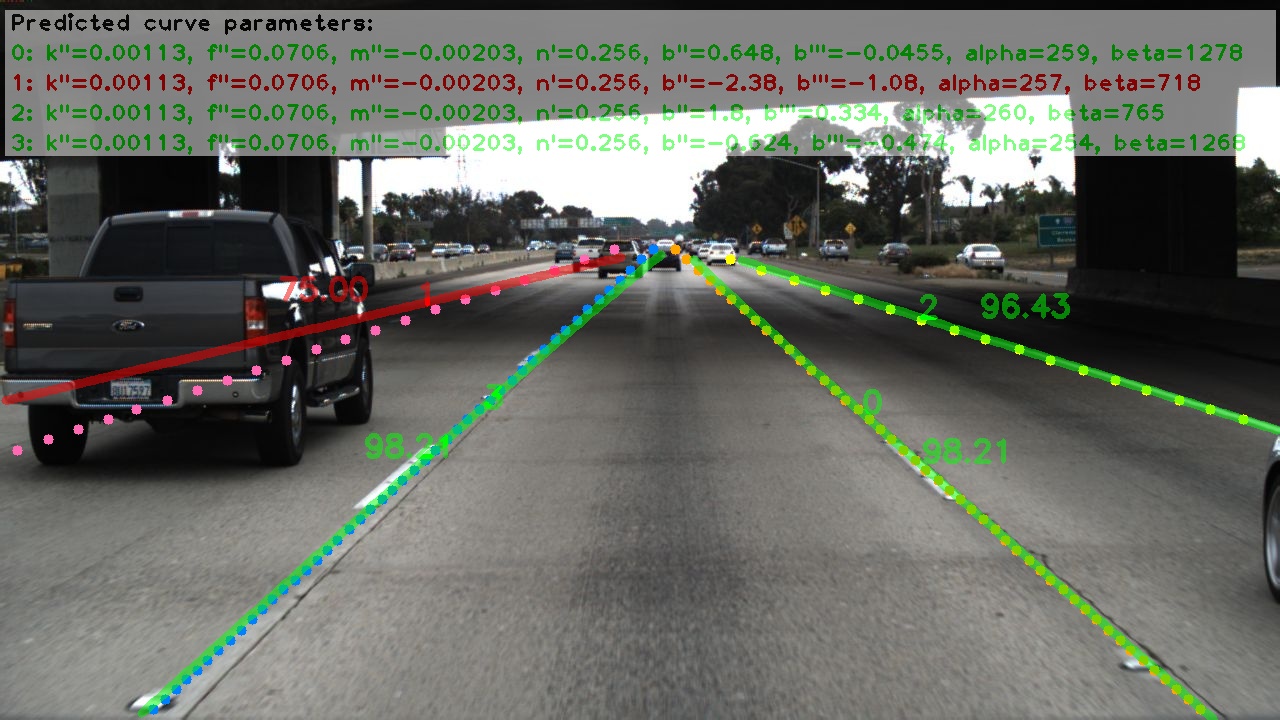 Predicted curve parameters:
0: k''=0.00113, f''=0.0706, m''=-0.00203, n'=0.256, b''=0.648, b'''=-0.0455, alpha=259, beta=1278
1: k''=0.00113, f''=0.0706, m''=-0.00203, n'=0.256, b''=-2.38, b'''=-1.08, alpha=257, beta=718
2: k''=0.00113, f''=0.0706, m''=-0.00203, n'=0.256, b''=1.8, b'''=0.334, alpha=260, beta=765
3: k''=0.00113, f''=0.0706, m''=-0.00203, n'=0.256, b''=-0.624, b'''=-0.474, alpha=254, beta=1268
75.00 1
2 96.43
3
0
98.21
98.21
Ford